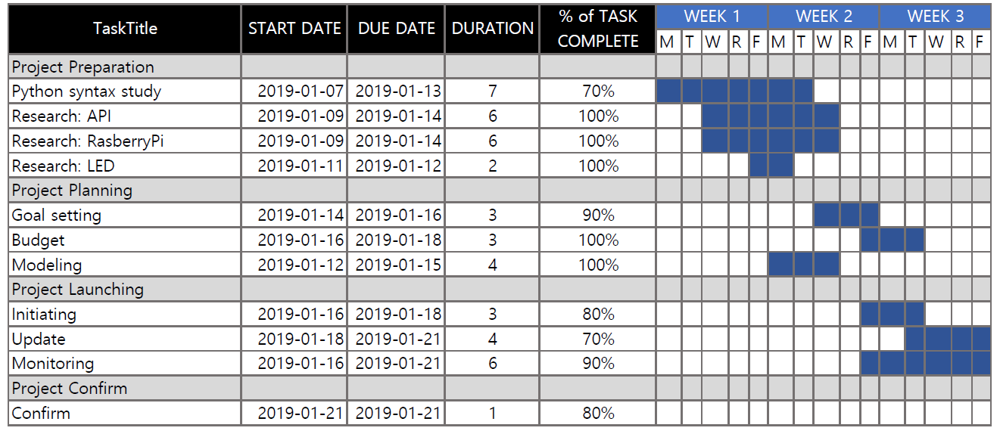 TaskTitle START DATE DUE DATE DURATION % of TASK COMPLETE WEEK 1 WEEK 2 WEEK 3
M T W R F M T W R F M T W R F
Project Preparation
Python syntax study 2019-01-07 2019-01-13 7 70%
Research: API 2019-01-09 2019-01-14 6 100%
Research: RasberryPi 2019-01-09 2019-01-14 6 100%
Research: LED 2019-01-11 2019-01-12 2 100%
Project Planning
Goal setting 2019-01-14 2019-01-16 3 90%
Budget 2019-01-16 2019-01-18 3 100%
Modeling 2019-01-12 2019-01-15 4 100%
Project Launching
Initiating 2019-01-16 2019-01-18 3 80%
Update 2019-01-18 2019-01-21 4 70%
Monitoring 2019-01-16 2019-01-21 6 90%
Project Confirm
Confirm 2019-01-21 2019-01-21 1 80%